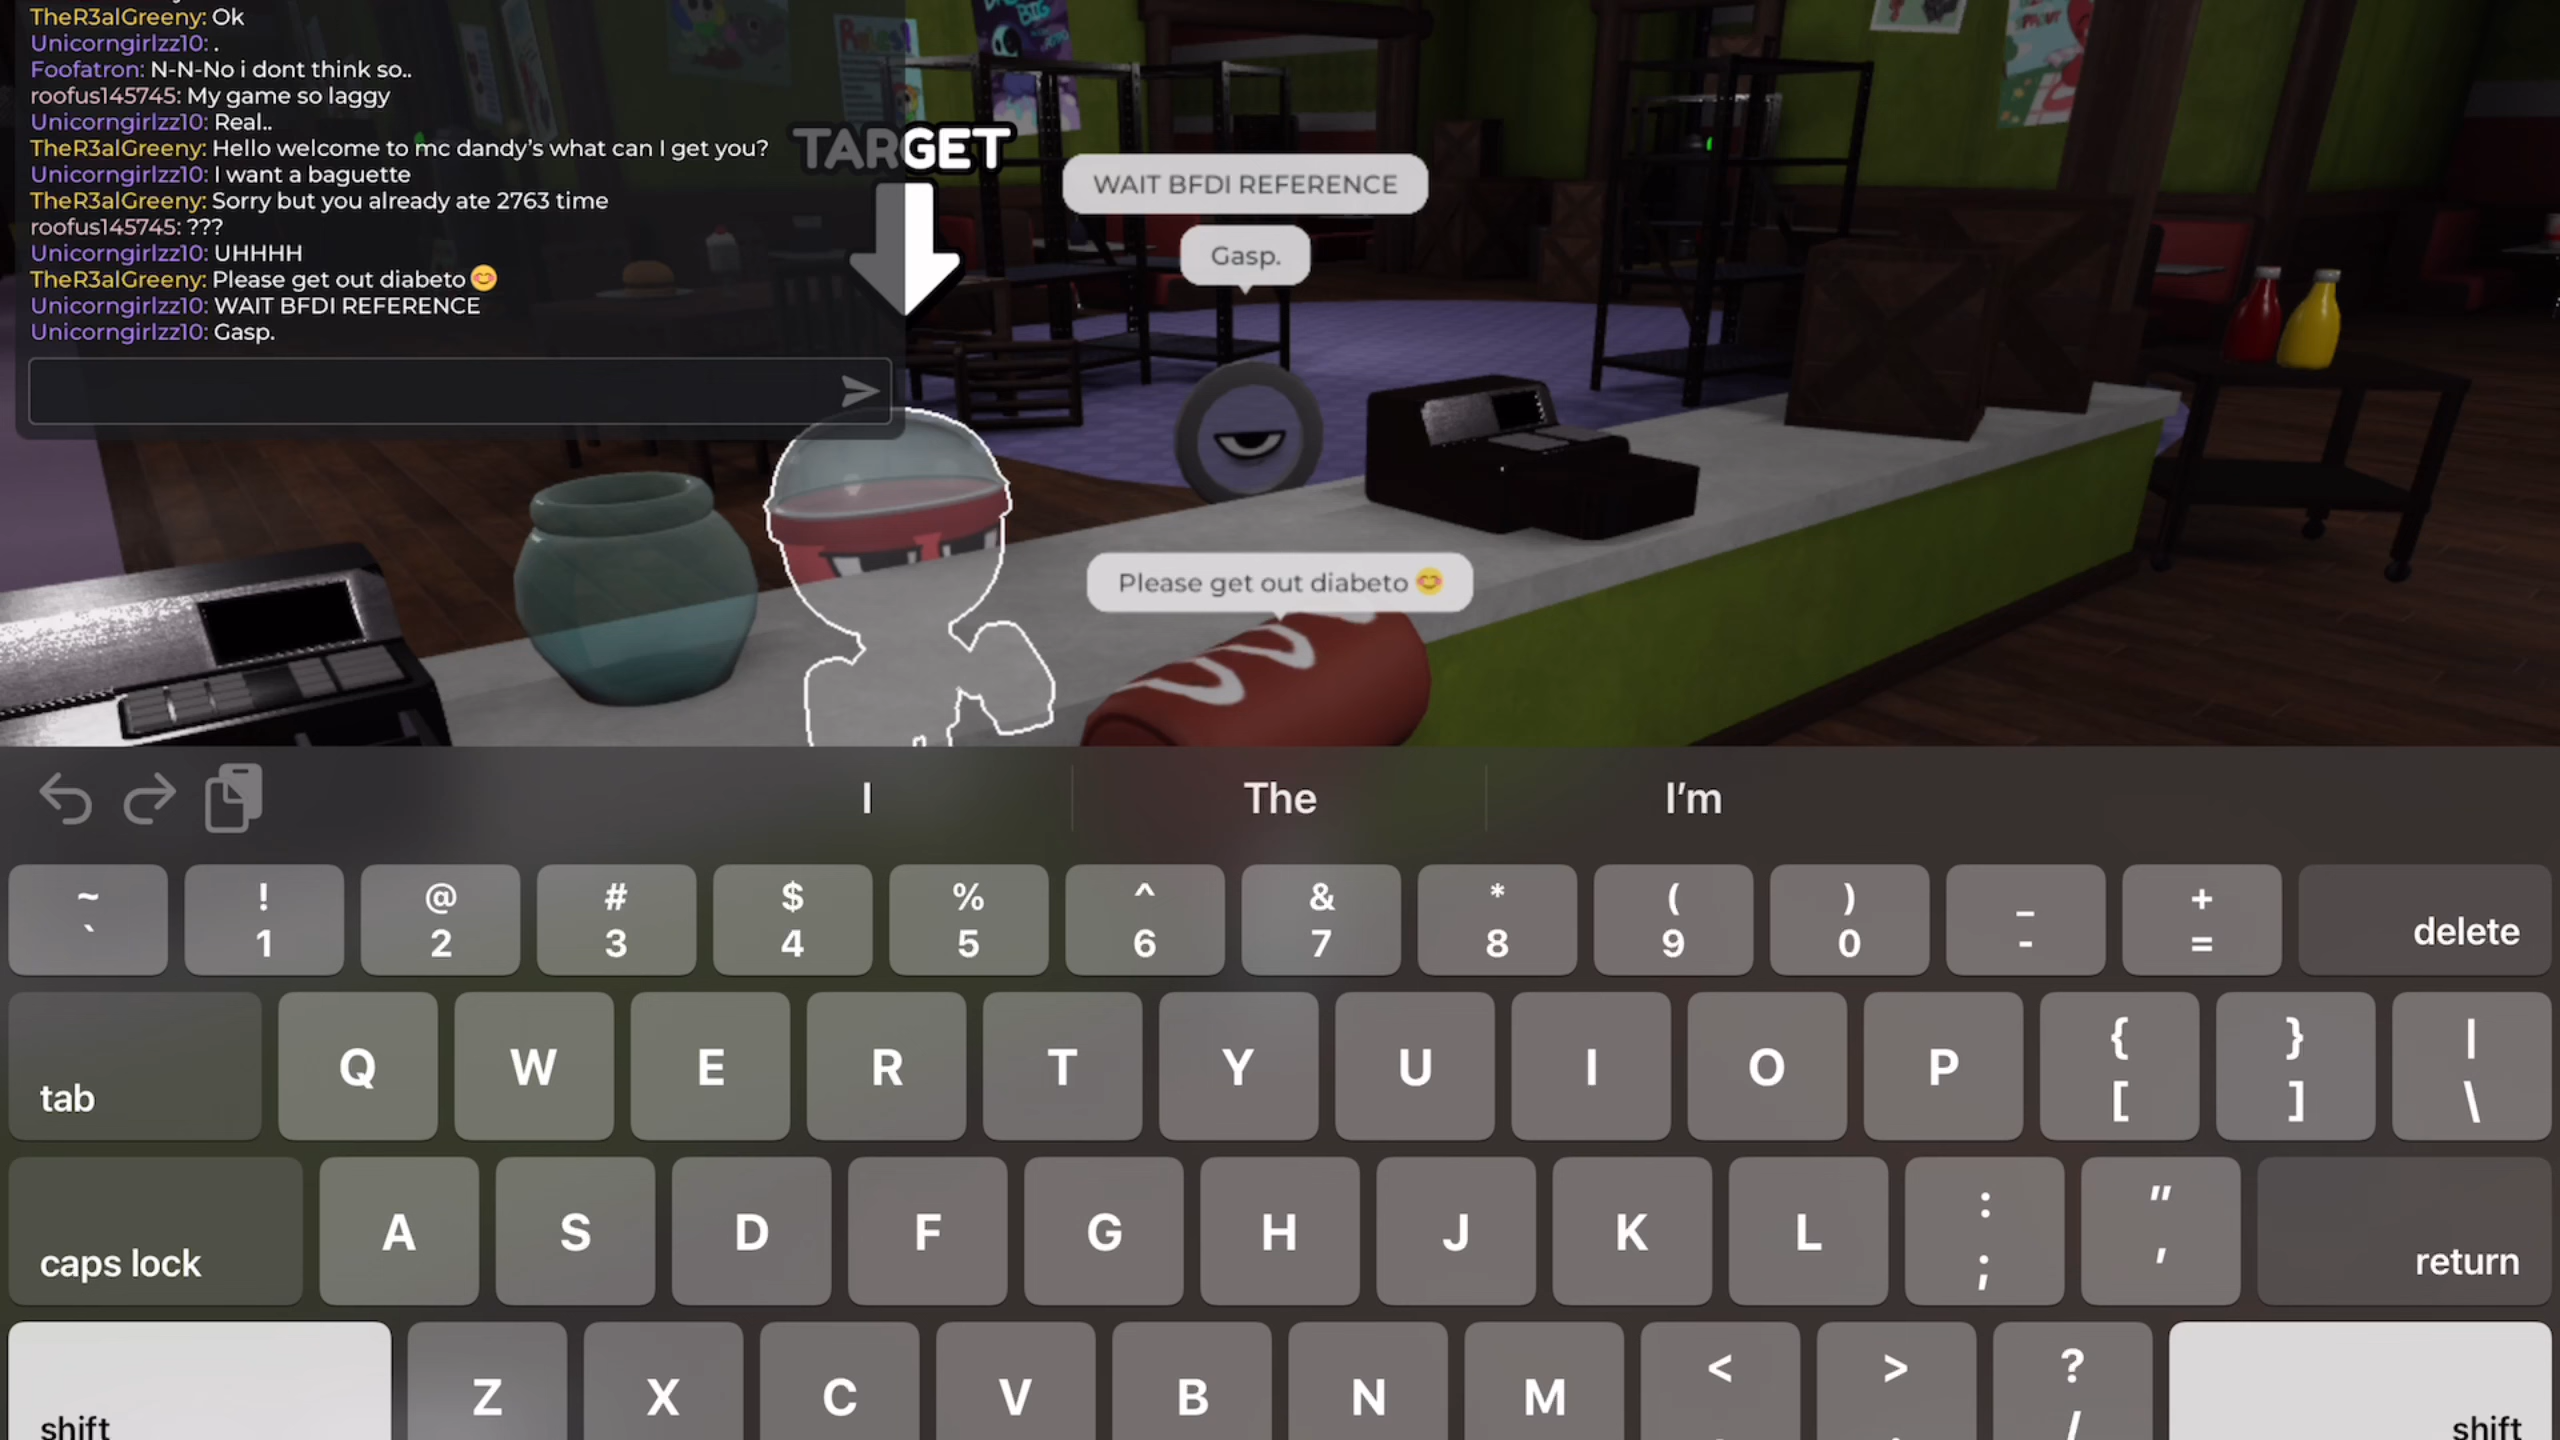 TheR3alGreeny: Ok
Unicorngirlzz10: .
Foofatron: N-N-No i dont think so..
roofus145745: My game so laggy
Unicorngirlzz10: Real..
TheR3alGreeny: Hello welcome to mc dandy's what can I get you?
Unicorngirlzz10: I want a baguette
TheR3alGreeny: Sorry but you already ate 2763 time
roofus145745: ???
Unicorngirlzz10: UHHHH
TheR3alGreeny: Please get out diabeto 😊
Unicorngirlzz10: WAIT BFDI REFERENCE
Unicorngirlzz10: Gasp.
TARGET
WAIT BFDI REFERENCE
Gasp.
Please get out diabeto 😊
I The I'm
~ ! @ # $ % ^ & * ( ) _ +
` 1 2 3 4 5 6 7 8 9 0 - = delete
tab Q W E R T Y U I O P { [ } ] | \
caps lock A S D F G H J K L : ; " ' return
shift Z X C V B N M < , > . ? / shift